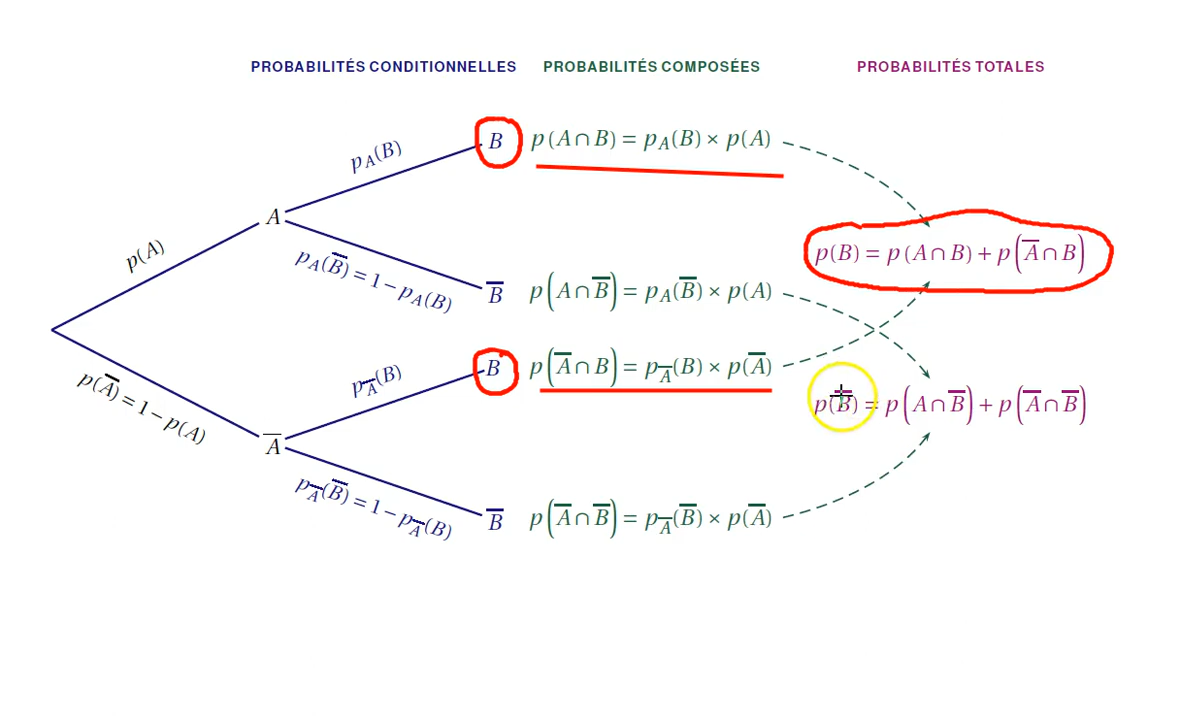 PROBABILITÉS CONDITIONNELLES PROBABILITÉS COMPOSÉES PROBABILITÉS TOTALES
p(A)
p(A̅) = 1 − p(A)
A
A̅
p_A(B)
p_A(B̅) = 1 − p_A(B)
p_A̅(B)
p_A̅(B̅) = 1 − p_A̅(B)
B p(A ∩ B) = p_A(B) × p(A)
B̅ p(A ∩ B̅) = p_A(B̅) × p(A)
B p(A̅ ∩ B) = p_A̅(B) × p(A̅)
B̅ p(A̅ ∩ B̅) = p_A̅(B̅) × p(A̅)
p(B) = p(A ∩ B) + p(A̅ ∩ B)
p(B̅) = p(A ∩ B̅) + p(A̅ ∩ B̅)